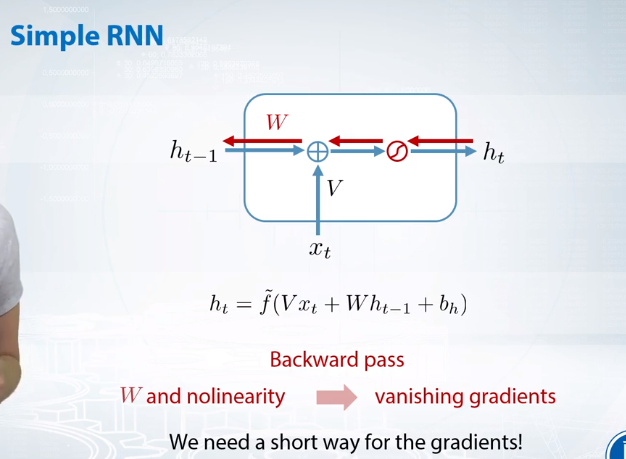 Simple RNN
W
h_{t-1}
h_t
V
x_t
h_t = \tilde{f}(Vx_t + Wh_{t-1} + b_h)
Backward pass
W and nolinearity
vanishing gradients
We need a short way for the gradients!